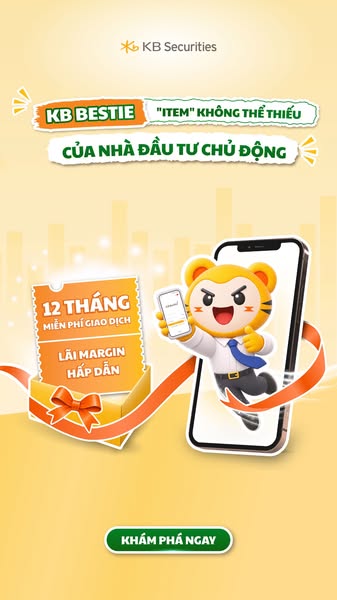 KB Securities
KB BESTIE "ITEM" KHÔNG THỂ THIẾU
CỦA NHÀ ĐẦU TƯ CHỦ ĐỘNG
12 THÁNG
MIỄN PHÍ GIAO DỊCH
LÃI MARGIN
HẤP DẪN
KHÁM PHÁ NGAY